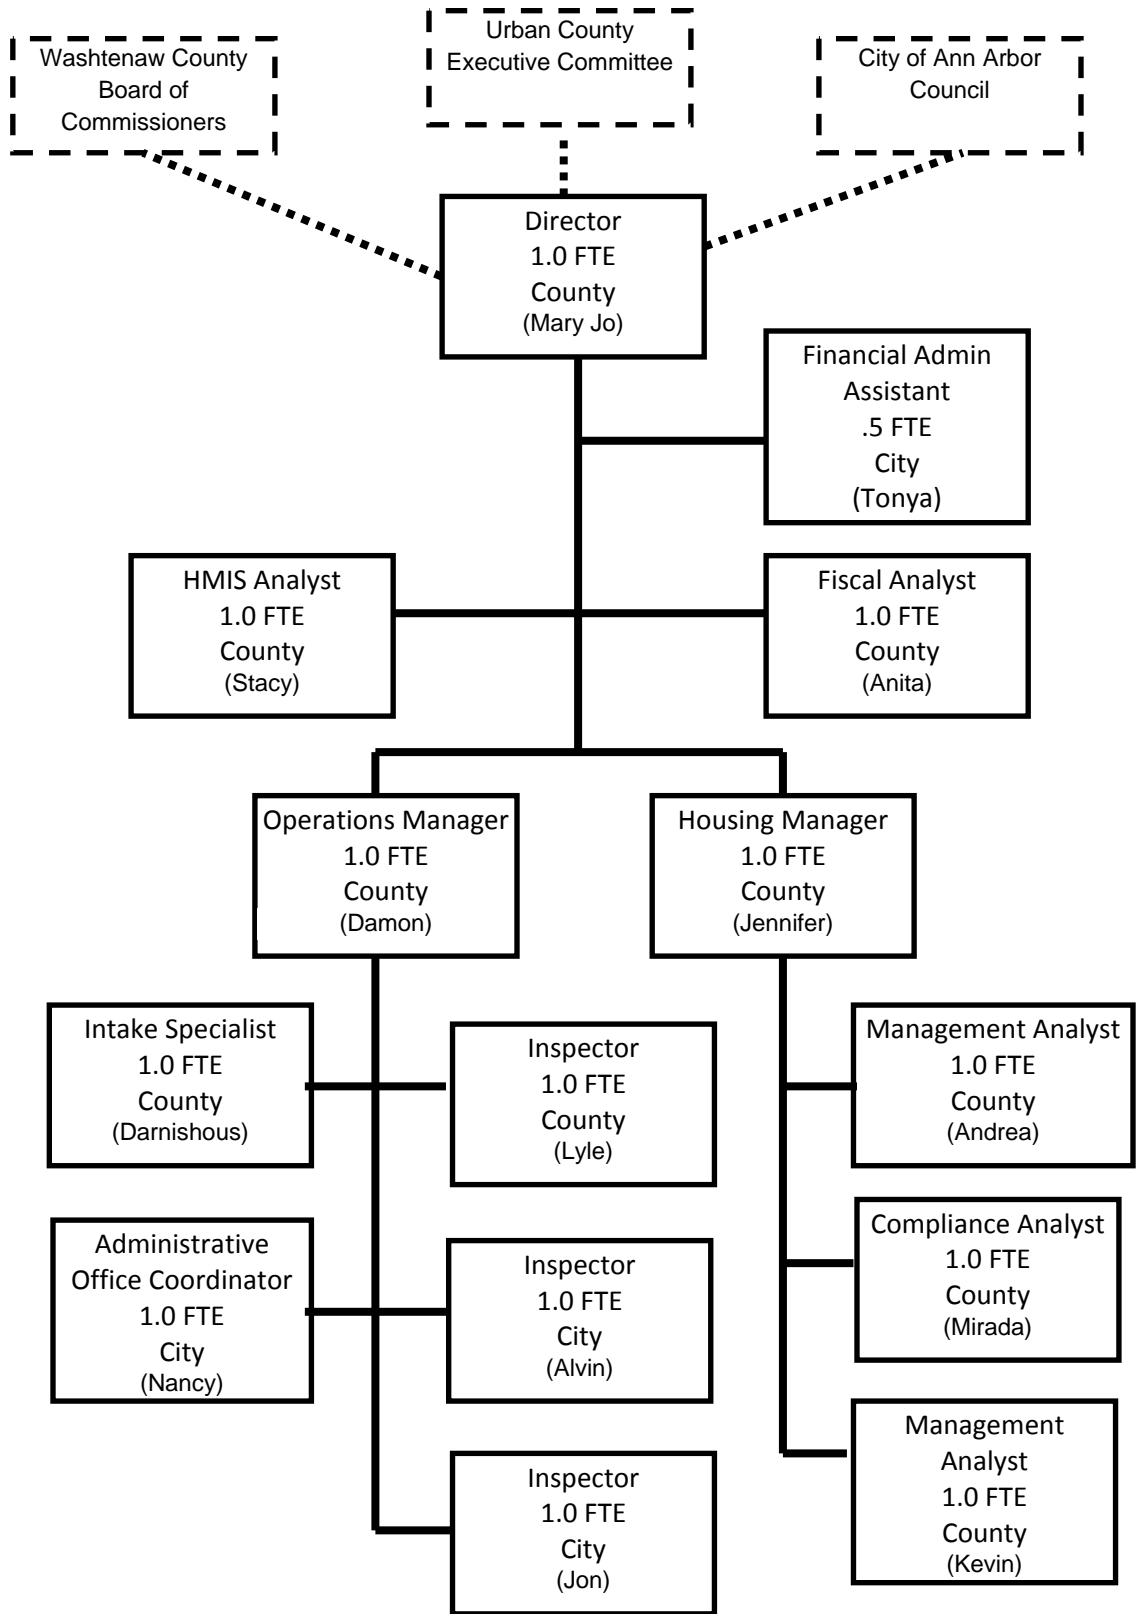 Washtenaw County
Board of
Commissioners
Urban County
Executive Committee
City of Ann Arbor
Council
Director
1.0 FTE
County
(Mary Jo)
Financial Admin
Assistant
.5 FTE
City
(Tonya)
HMIS Analyst
1.0 FTE
County
(Stacy)
Fiscal Analyst
1.0 FTE
County
(Anita)
Operations Manager
1.0 FTE
County
(Damon)
Housing Manager
1.0 FTE
County
(Jennifer)
Intake Specialist
1.0 FTE
County
(Darnishous)
Inspector
1.0 FTE
County
(Lyle)
Management Analyst
1.0 FTE
County
(Andrea)
Administrative
Office Coordinator
1.0 FTE
City
(Nancy)
Inspector
1.0 FTE
City
(Alvin)
Compliance Analyst
1.0 FTE
County
(Mirada)
Inspector
1.0 FTE
City
(Jon)
Management
Analyst
1.0 FTE
County
(Kevin)